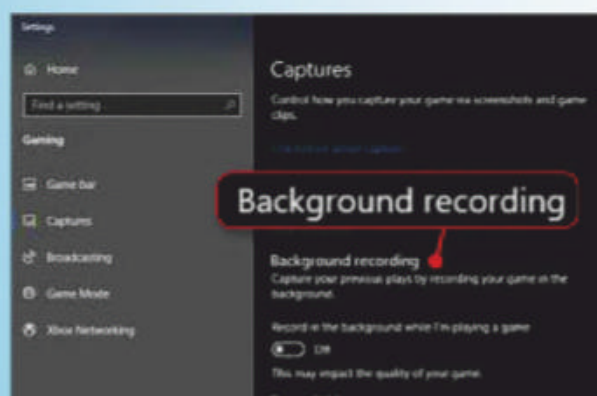 Settings
Home
Find a setting
Gaming
Game bar
Captures
Broadcasting
Game Mode
Xbox Networking
Captures
Control how you capture your game via screenshots and game
clips.
Background recording
Background recording
Capture your previous plays by recording your game in the
background.
Record in the background while I'm playing a game
Off
This may impact the quality of your game.